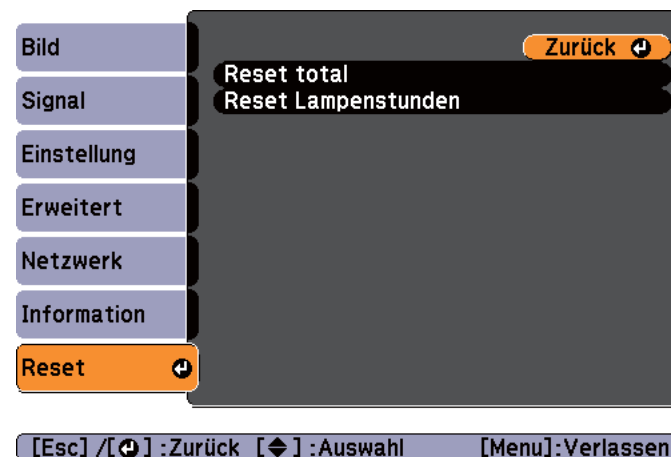 Bild
Signal
Einstellung
Erweitert
Netzwerk
Information
Reset
Zurück
Reset total
Reset Lampenstunden
[Esc] /[ ] :Zurück [ ] :Auswahl [Menu]:Verlassen